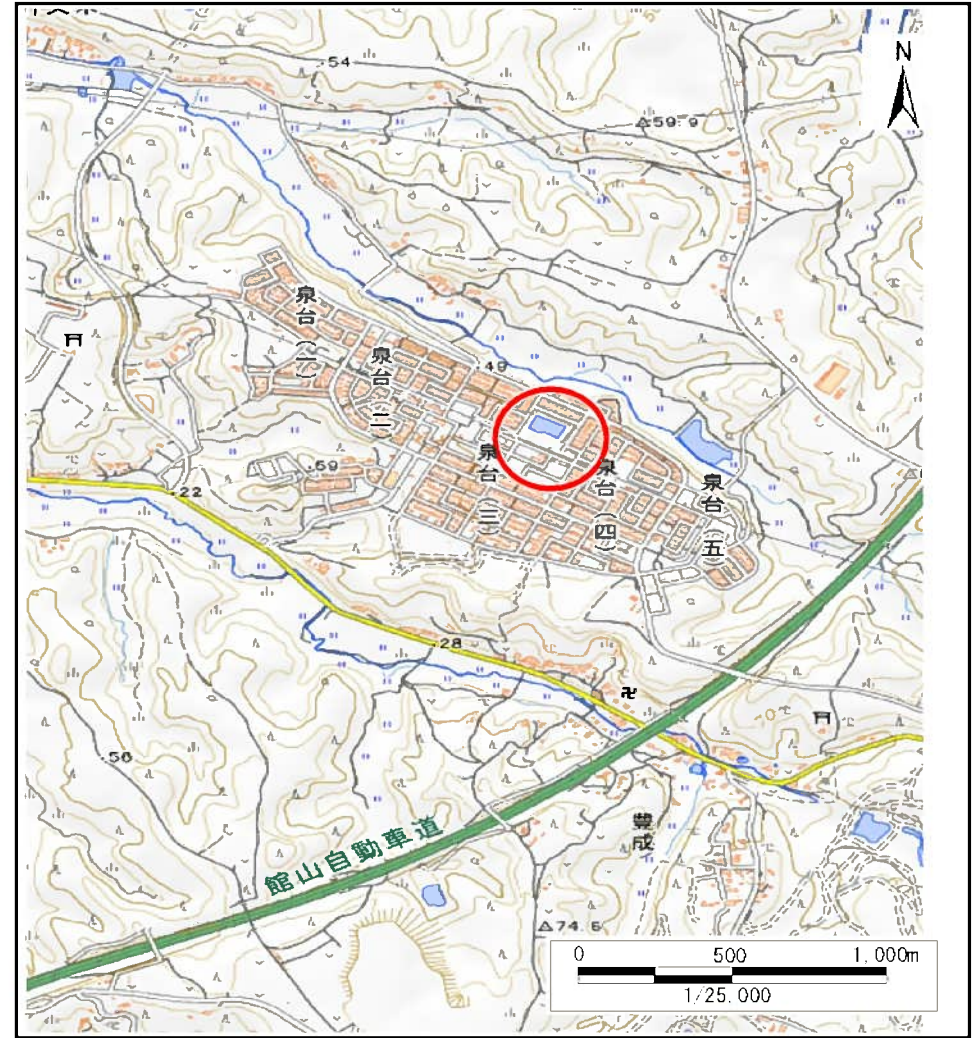 54
N
△59.9
泉台(一)
泉台(二)
49
泉台(三)
泉台(四)
泉台(五)
59
22
28
56
豊成
館山自動車道
△74.6
0 500 1,000m
1/25.000